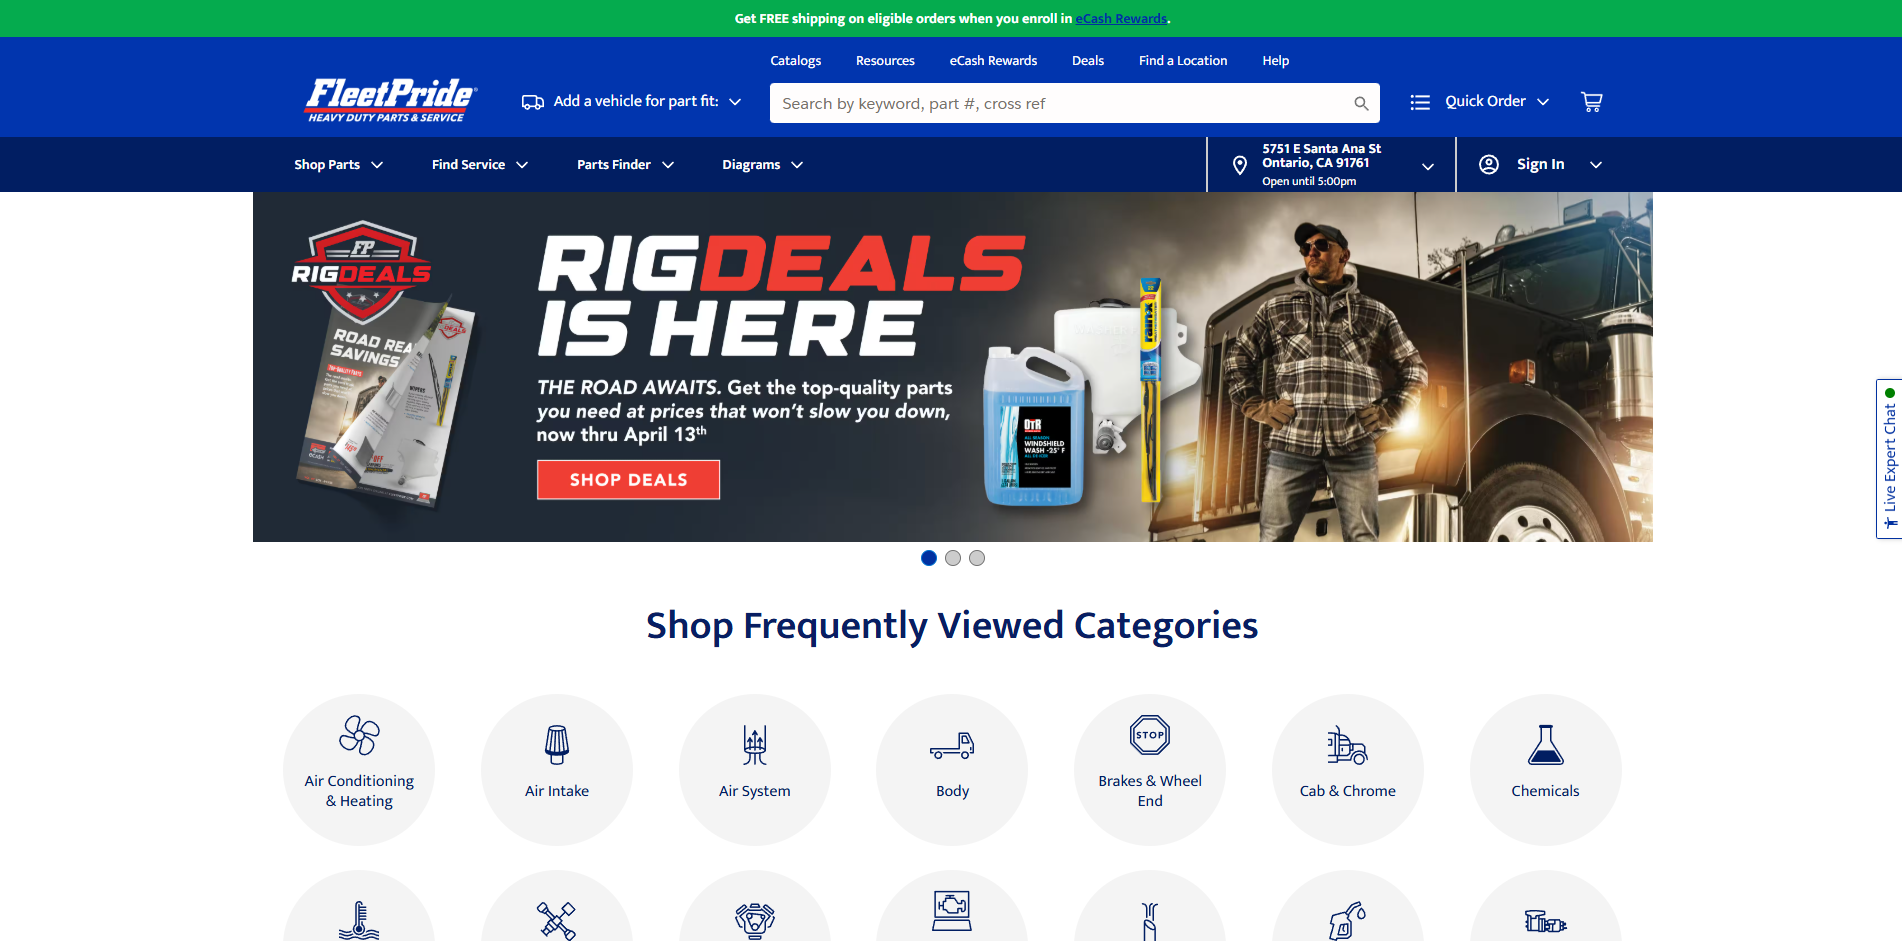 Get FREE shipping on eligible orders when you enroll in eCash Rewards.
Catalogs
Resources
eCash Rewards
Deals
Find a Location
Help
FleetPride
HEAVY DUTY PARTS & SERVICE
Add a vehicle for part fit:
Search by keyword, part #, cross ref
Quick Order
Shop Parts
Find Service
Parts Finder
Diagrams
5751 E Santa Ana St
Ontario, CA 91761
Open until 5:00pm
Sign In
FP
RIGDEALS
ROAD REA
SAVINGS
RIGDEALS
IS HERE
THE ROAD AWAITS. Get the top-quality parts
you need at prices that won't slow you down,
now thru April 13th
SHOP DEALS
OTR
WINDSHIELD
WASH -25° F
Live Expert Chat
Shop Frequently Viewed Categories
Air Conditioning
& Heating
Air Intake
Air System
Body
STOP
Brakes & Wheel
End
Cab & Chrome
Chemicals